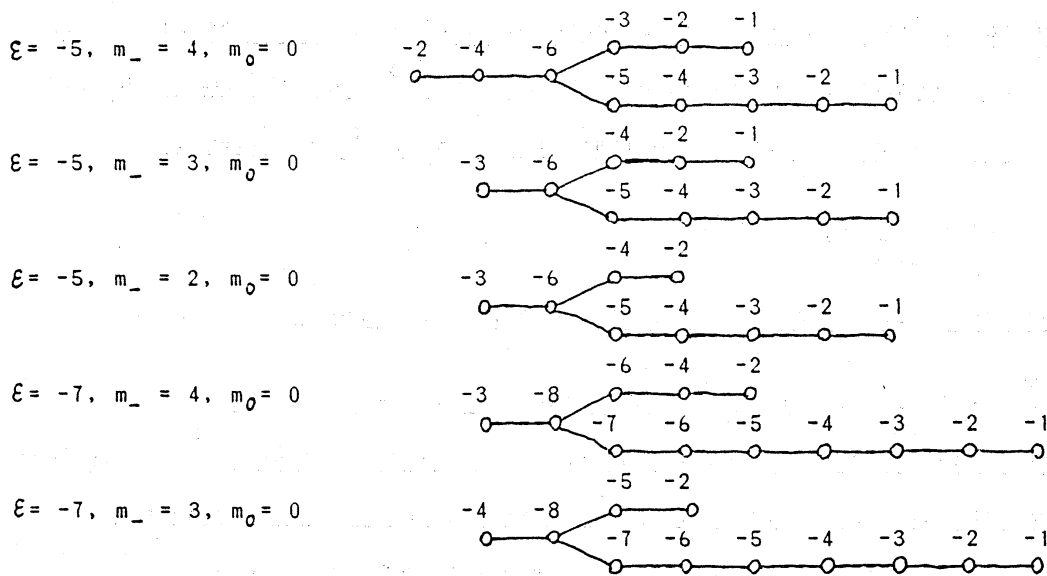 -3 -2 -1
ε= -5, m_ = 4, m₀= 0 -2 -4 -6
-5 -4 -3 -2 -1
-4 -2 -1
ε= -5, m_ = 3, m₀= 0 -3 -6
-5 -4 -3 -2 -1
-4 -2
ε= -5, m_ = 2, m₀= 0 -3 -6
-5 -4 -3 -2 -1
-6 -4 -2
ε= -7, m_ = 4, m₀= 0 -3 -8
-7 -6 -5 -4 -3 -2 -1
-5 -2
ε= -7, m_ = 3, m₀= 0 -4 -8
-7 -6 -5 -4 -3 -2 -1